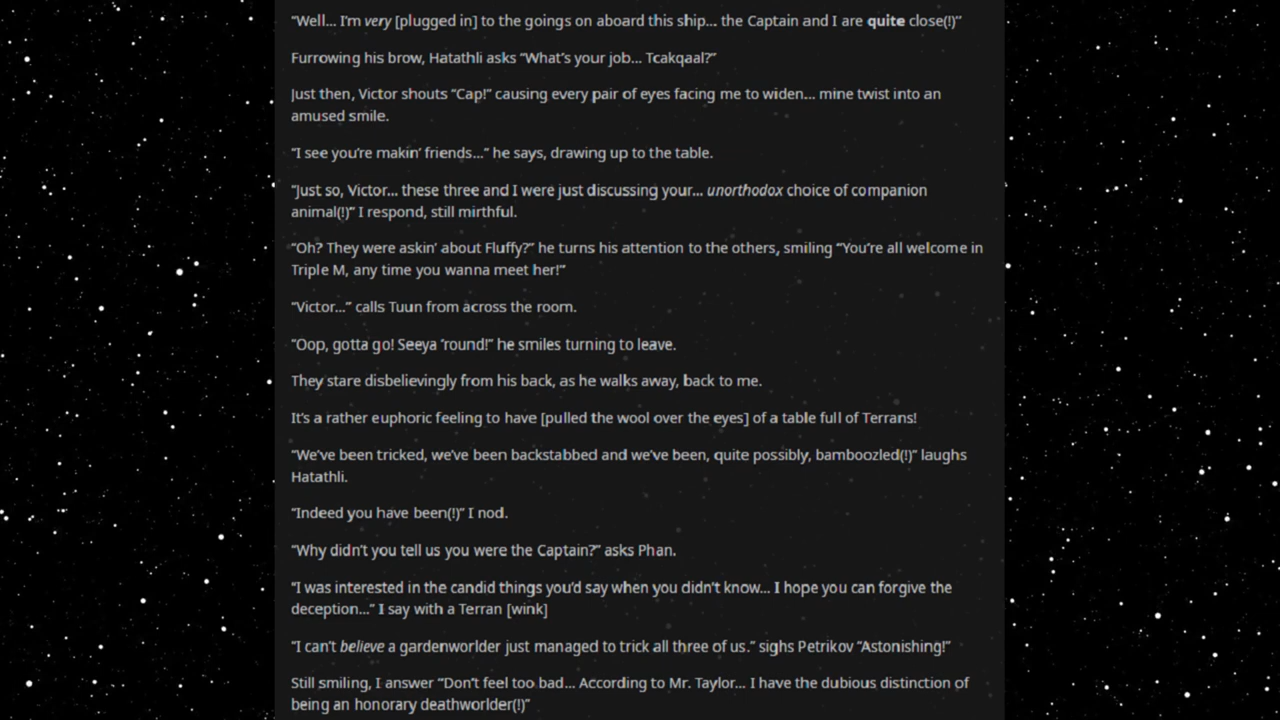 “Well... I’m very [plugged in] to the goings on aboard this ship... the Captain and I are quite close(!)”
Furrowing his brow, Hatathli asks “What’s your job... Tcakqaal?”
Just then, Victor shouts “Cap!” causing every pair of eyes facing me to widen... mine twist into an
amused smile.
“I see you’re makin’ friends...” he says, drawing up to the table.
“Just so, Victor... these three and I were just discussing your... unorthodox choice of companion
animal(!)” I respond, still mirthful.
“Oh? They were askin’ about Fluffy?” he turns his attention to the others, smiling “You’re all welcome in
Triple M, any time you wanna meet her!”
“Victor...” calls Tuun from across the room.
“Oop, gotta go! Seeya ‘round!” he smiles turning to leave.
They stare disbelievingly from his back, as he walks away, back to me.
It’s a rather euphoric feeling to have [pulled the wool over the eyes] of a table full of Terrans!
“We’ve been tricked, we’ve been backstabbed and we’ve been, quite possibly, bamboozled(!)” laughs
Hatathli.
“Indeed you have been(!)” I nod.
“Why didn’t you tell us you were the Captain?” asks Phan.
“I was interested in the candid things you’d say when you didn’t know... I hope you can forgive the
deception...” I say with a Terran [wink]
“I can’t believe a gardenworlder just managed to trick all three of us.” sighs Petrikov “Astonishing!”
Still smiling, I answer “Don’t feel too bad... According to Mr. Taylor... I have the dubious distinction of
being an honorary deathworlder(!)”